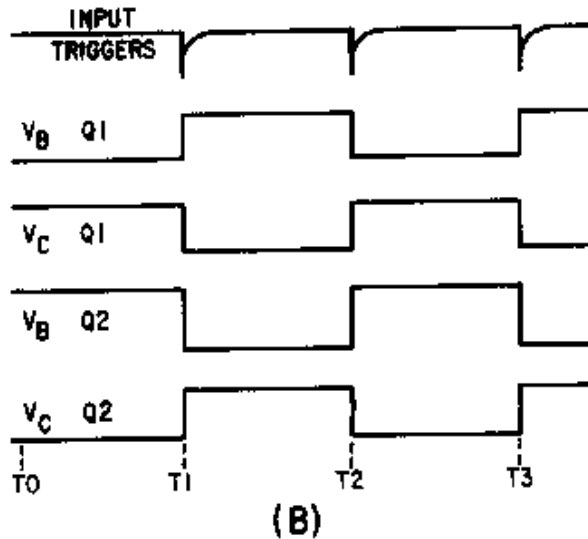 INPUT
TRIGGERS
VB Q1
VC Q1
VB Q2
VC Q2
T0 T1 T2 T3
(B)